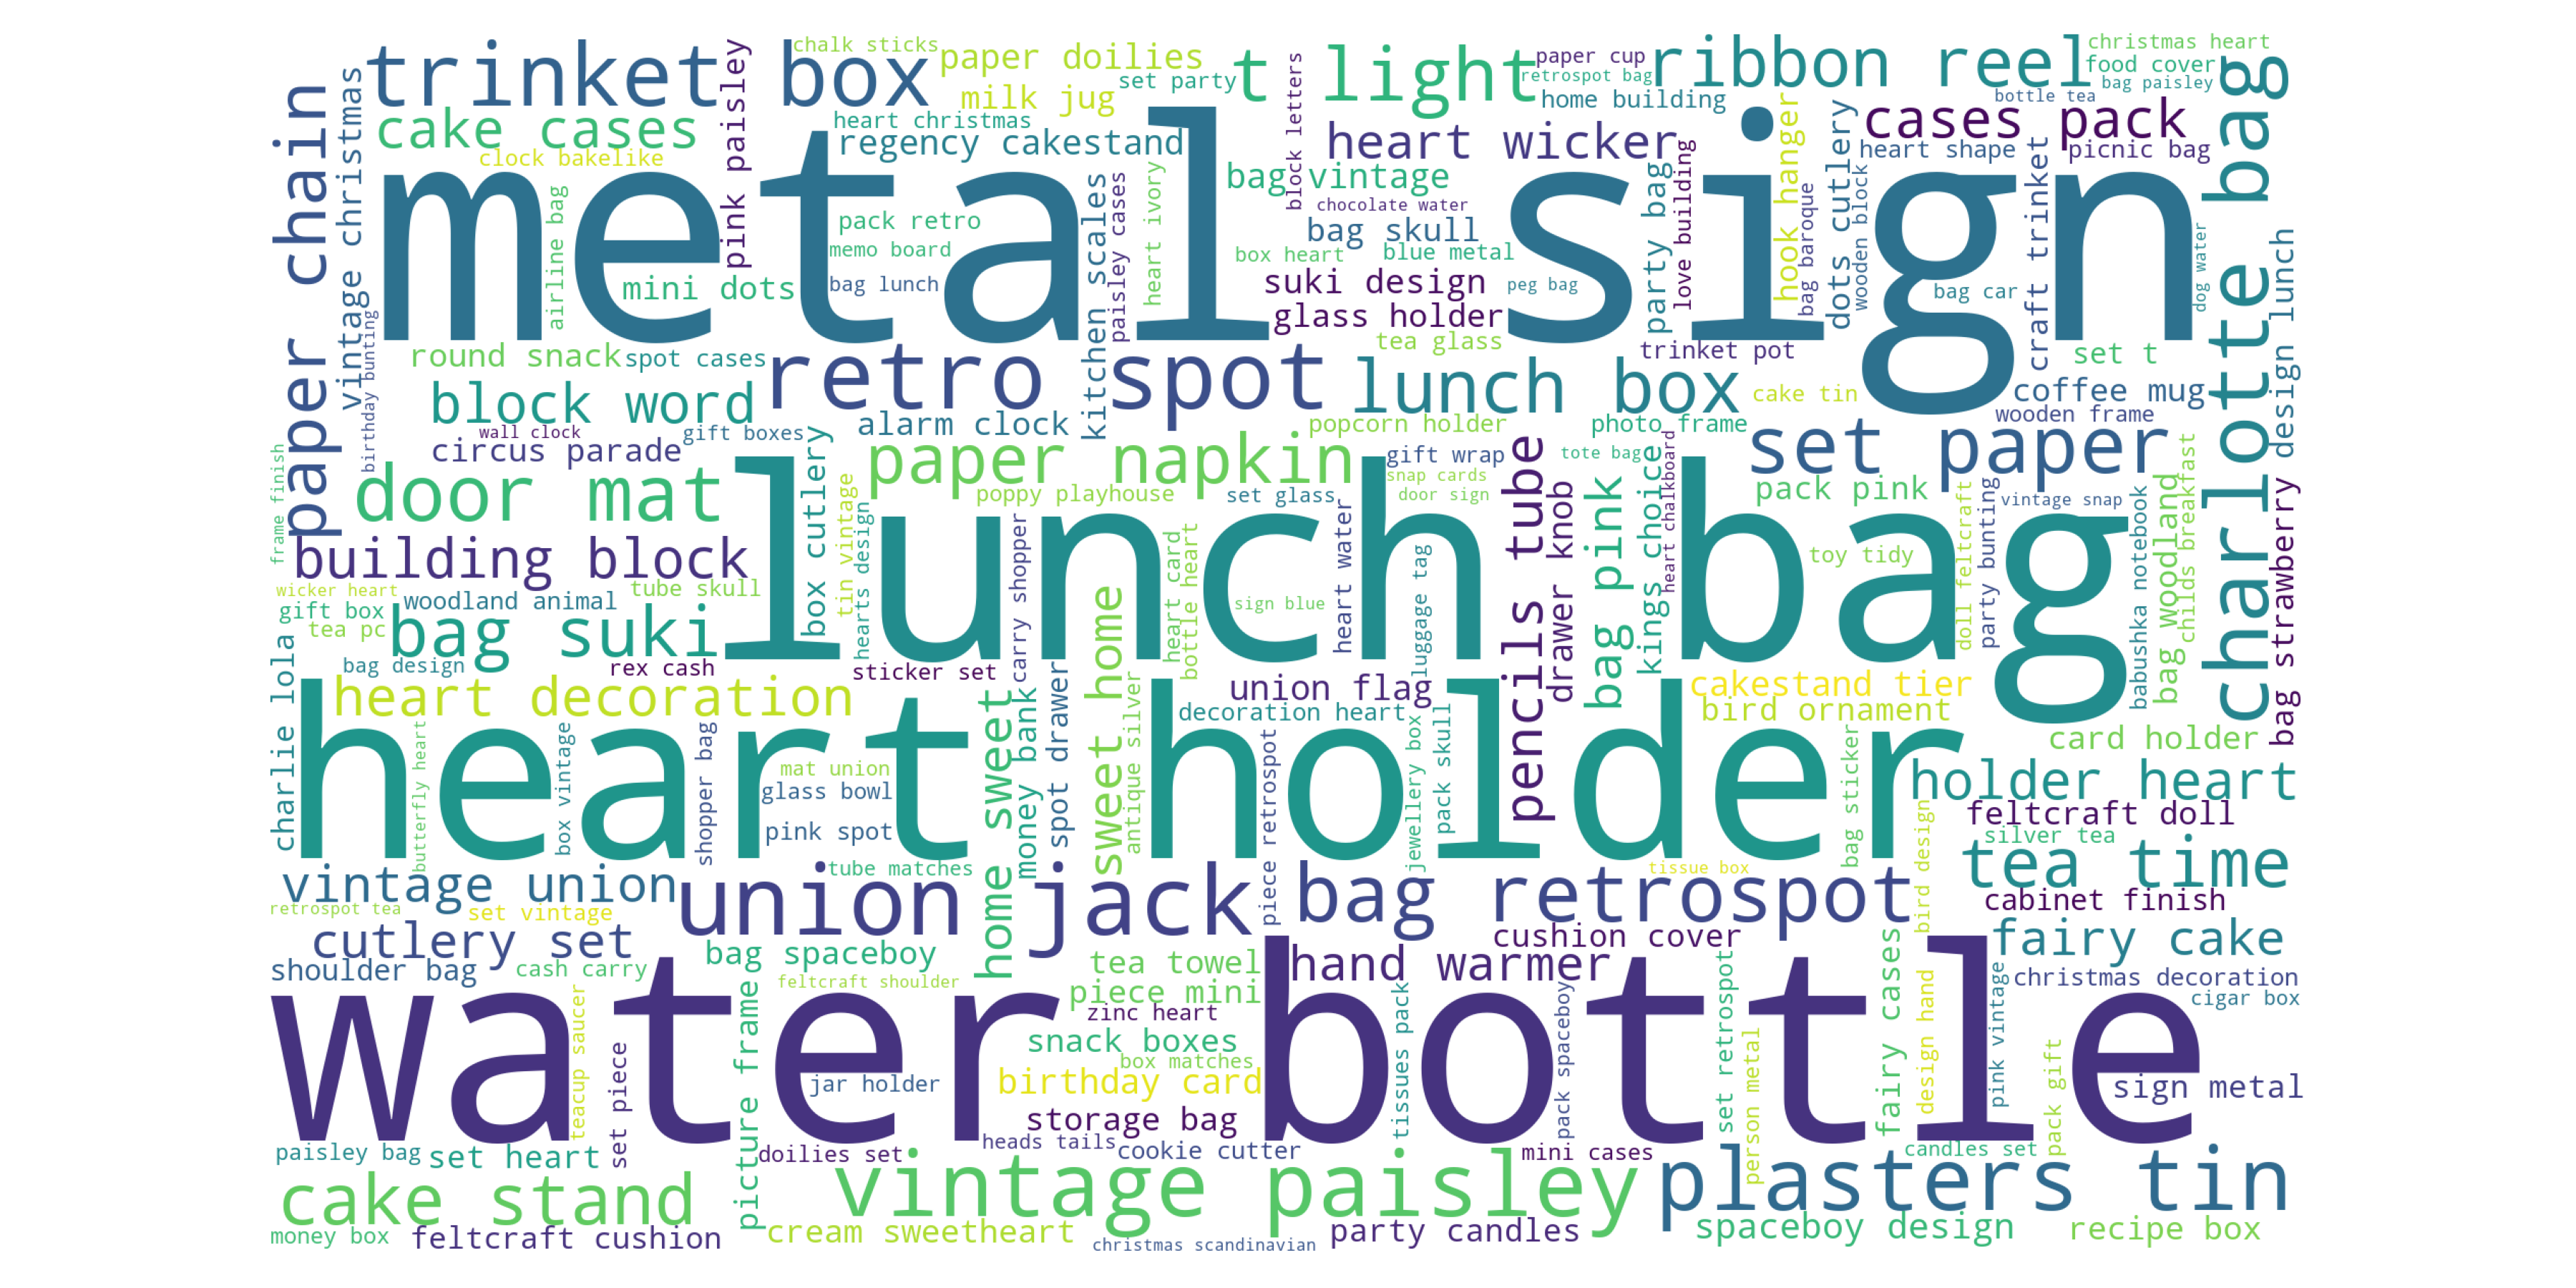 trinket box
chalk sticks
paper doilies
set party
milk jug
t light
paper cup
retrospot bag
home building
ribbon reel
christmas heart
food cover
bag paisley
bottle tea
charlotte bag
paper chain
vintage christmas
pink paisley
block letters
cake cases
clock bakelike
heart christmas
regency cakestand
heart wicker
cases pack
heart shape
picnic bag
metal sign
airline bag
mini dots
pack retro
memo board
bag lunch
kitchen scales
paisley cases
heart ivory
bag vintage
chocolate water
bag skull
box heart
blue metal
suki design
peg bag
glass holder
tea glass
party bag
love building
hook hanger
bag baroque
dots cutlery
wooden block
bag car
craft trinket
dog water
design lunch
trinket pot
set t
birthday bunting
round snack
spot cases
retro spot
lunch box
cake tin
coffee mug
wooden frame
block word
alarm clock
popcorn holder
photo frame
set paper
wall clock
gift boxes
circus parade
paper napkin
gift wrap
tote bag
snap cards
door sign
frame finish
door mat
box cutlery
tin vintage
hearts design
poppy playhouse
set glass
heart water
pencils tube
drawer knob
bag pink
kings choice
heart chalkboard
pack pink
vintage snap
doll feltcraft
party bunting
babushka notebook
bag woodland
childs breakfast
bag strawberry
lunch bag
building block
toy tidy
wicker heart
tube skull
gift box
woodland animal
tea pc
bag suki
carry shopper
sweet home
heart card
bottle heart
sign blue
luggage tag
bag design
rex cash
sticker set
charlie lola
heart decoration
union flag
cakestand tier
decoration heart
bird ornament
card holder
heart holder
butterfly heart
box vintage
shopper bag
mat union
glass bowl
pink spot
home sweet
money bank
spot drawer
antique silver
piece retrospot
jewellery box
pack skull
bag sticker
bird design
holder heart
feltcraft doll
silver tea
tea time
vintage union
tube matches
tissue box
union jack
bag retrospot
cabinet finish
retrospot tea
set vintage
cutlery set
bag spaceboy
cushion cover
fairy cake
shoulder bag
cash carry
feltcraft shoulder
tea towel
hand warmer
christmas decoration
piece mini
cigar box
water bottle
teacup saucer
set piece
picture frame
zinc heart
snack boxes
box matches
jar holder
birthday card
storage bag
tissues pack
pack spaceboy
set retrospot
person metal
fairy cases
design hand
pink vintage
pack gift
sign metal
heads tails
paisley bag
set heart
doilies set
cookie cutter
mini cases
candles set
cake stand
vintage paisley
plasters tin
money box
feltcraft cushion
cream sweetheart
christmas scandinavian
party candles
spaceboy design
recipe box